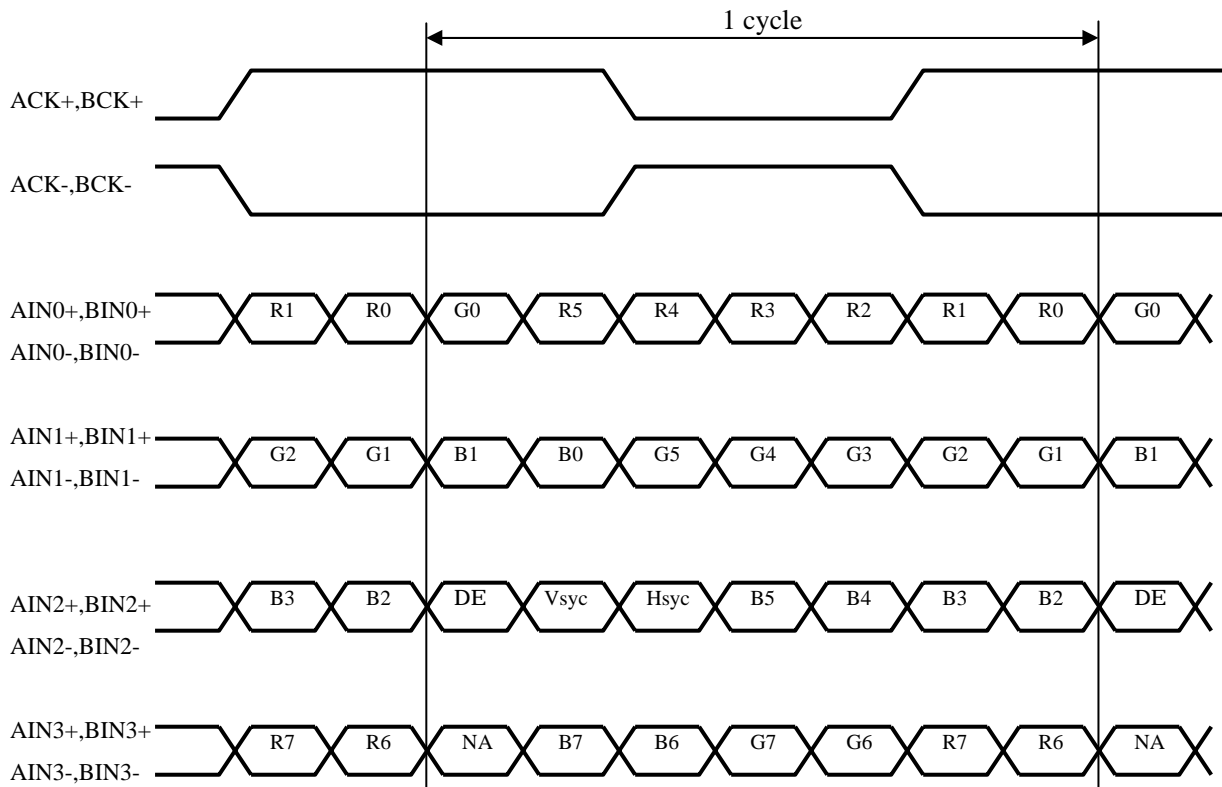 1 cycle
ACK+,BCK+
ACK-,BCK-
AIN0+,BIN0+
R1 R0 G0 R5 R4 R3 R2 R1 R0 G0
AIN0-,BIN0-
AIN1+,BIN1+
G2 G1 B1 B0 G5 G4 G3 G2 G1 B1
AIN1-,BIN1-
AIN2+,BIN2+
B3 B2 DE Vsyc Hsyc B5 B4 B3 B2 DE
AIN2-,BIN2-
AIN3+,BIN3+
R7 R6 NA B7 B6 G7 G6 R7 R6 NA
AIN3-,BIN3-